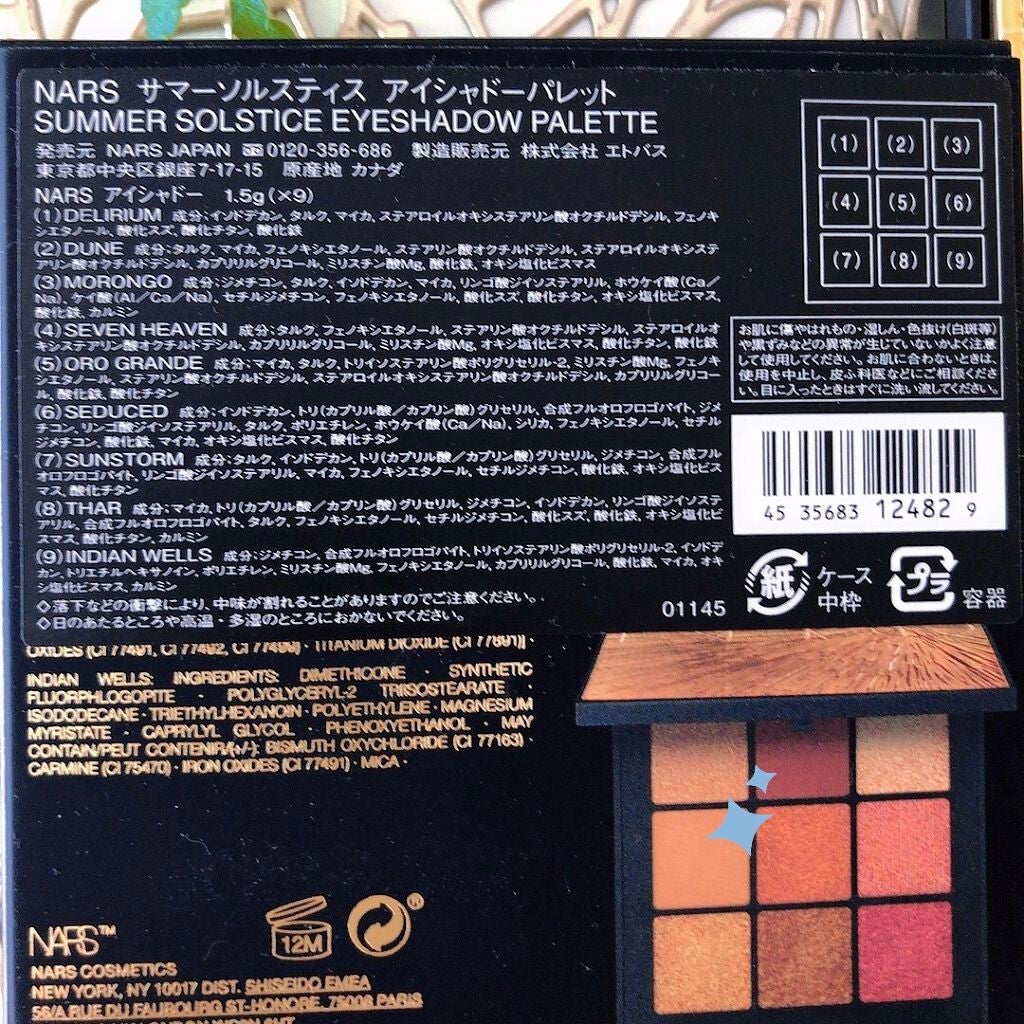 NARS サマーソルスティス アイシャドーパレット
SUMMER SOLSTICE EYESHADOW PALETTE
発売元 NARS JAPAN 0120-356-686 製造販売元 株式会社 エトバス
東京都中央区銀座7-17-15 原産地 カナダ
NARS アイシャドー 1.5g(×9)
(1)DELIRIUM 成分:イソドデカン、タルク、マイカ、ステアロイルオキシステアリン酸オクチルドデシル、フェノキ
シエタノール、酸化スズ、酸化チタン、酸化鉄
(2)DUNE 成分:タルク、マイカ、フェノキシエタノール、ステアリン酸オクチルドデシル、ステアロイルオキシステ
アリン酸オクチルドデシル、カプリリルグリコール、ミリスチン酸Mg、酸化鉄、オキシ塩化ビスマス
(3)MORONGO 成分:ジメチコン、タルク、イソドデカン、マイカ、リンゴ酸ジイソステアリル、ホウケイ酸(Ca/
Na)、ケイ酸(Al/Ca/Na)、セチルジメチコン、フェノキシエタノール、酸化スズ、酸化チタン、オキシ塩化ビスマス、
酸化鉄、カルミン
(4)SEVEN HEAVEN 成分:タルク、フェノキシエタノール、ステアリン酸オクチルドデシル、ステアロイルオ
キシステアリン酸オクチルドデシル、カプリリルグリコール、ミリスチン酸Mg、オキシ塩化ビスマス、酸化チタン、酸化鉄
(5)ORO GRANDE 成分:マイカ、タルク、トリイソステアリン酸ポリグリセリル-2、ミリスチン酸Mg、フェノキ
シエタノール、ステアリン酸オクチルドデシル、ステアロイルオキシステアリン酸オクチルドデシル、カプリリルグリコー
ル、酸化鉄、酸化チタン
(6)SEDUCED 成分:イソドデカン、トリ(カプリル酸/カプリン酸)グリセリル、合成フルオロフロゴパイト、ジメ
チコン、リンゴ酸ジイソステアリル、タルク、ポリエチレン、ホウケイ酸(Ca/Na)、シリカ、フェノキシエタノール、セチル
ジメチコン、酸化鉄、マイカ、オキシ塩化ビスマス、酸化チタン
(7)SUNSTORM 成分:タルク、イソドデカン、トリ(カプリル酸/カプリン酸)グリセリル、ジメチコン、合成フル
オロフロゴパイト、リンゴ酸ジイソステアリル、マイカ、フェノキシエタノール、セチルジメチコン、酸化鉄、オキシ塩化ビス
マス、酸化チタン
(8)THAR 成分:マイカ、トリ(カプリル酸/カプリン酸)グリセリル、ジメチコン、イソドデカン、リンゴ酸ジイソステ
アリル、合成フルオロフロゴパイト、タルク、フェノキシエタノール、セチルジメチコン、酸化スズ、酸化鉄、オキシ塩化ビ
スマス、酸化チタン、カルミン
(9)INDIAN WELLS 成分:ジメチコン、合成フルオロフロゴパイト、トリイソステアリン酸ポリグリセリル-2、イソドデ
カン、トリエチルヘキサノイン、ポリエチレン、ミリスチン酸Mg、フェノキシエタノール、カプリリルグリコール、酸化鉄、マイカ、オキ
シ塩化ビスマス、カルミン
◇落下などの衝撃により、中味が割れることがありますのでご注意ください。
◇日のあたるところや高温・多湿のところにおかないでください。
01145
(1) (2) (3)
(4) (5) (6)
(7) (8) (9)
お肌に傷やはれもの・湿しん・色抜け(白斑等)
や黒ずみなどの異常が生じていないかよく注意
して使用してください。お肌に合わないときは、
使用を中止し、皮ふ科医などにご相談くださ
い。目に入ったときはすぐに洗い流してください。
45 35683 12482 9
紙 ケース
中枠
プラ 容器
OXIDES (CI 77491, CI 77492, CI 77499) · TITANIUM DIOXIDE (CI 77891)] ·
INDIAN WELLS: INGREDIENTS: DIMETHICONE · SYNTHETIC
FLUORPHLOGOPITE · POLYGLYCERYL-2 TRIISOSTEARATE ·
ISODODECANE · TRIETHYLHEXANOIN · POLYETHYLENE · MAGNESIUM
MYRISTATE · CAPRYLYL GLYCOL · PHENOXYETHANOL · MAY
CONTAIN/PEUT CONTENIR/(+/-): BISMUTH OXYCHLORIDE (CI 77163) ·
CARMINE (CI 75470) · IRON OXIDES (CI 77491) · MICA ·
12M
®
NARS™
NARS COSMETICS
NEW YORK, NY 10017 DIST. SHISEIDO EMEA
56/A RUE DU FAUBOURG ST-HONORE, 75008 PARIS